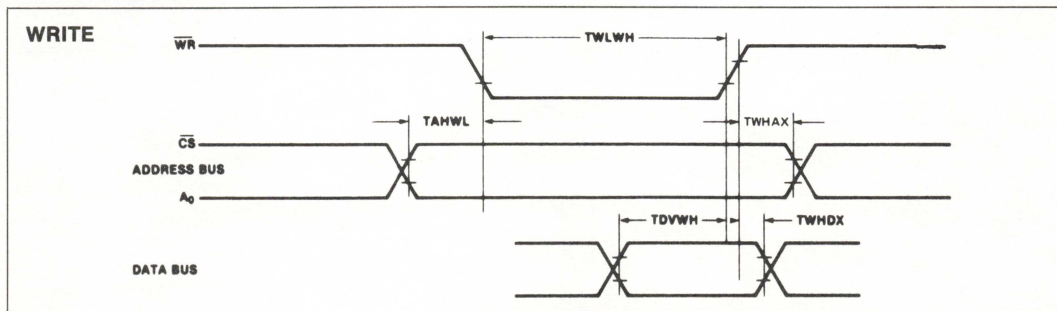 WRITE
WR
TWLWH
TAHWL
TWHAX
CS
ADDRESS BUS
A₀
TDVWH
TWHDX
DATA BUS